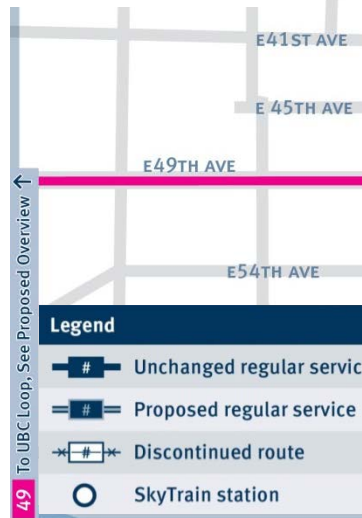 E41ST AVE
E 45TH AVE
E49TH AVE
E54TH AVE
49 To UBC Loop, See Proposed Overview →
Legend
# Unchanged regular servic
# Proposed regular service
# Discontinued route
SkyTrain station